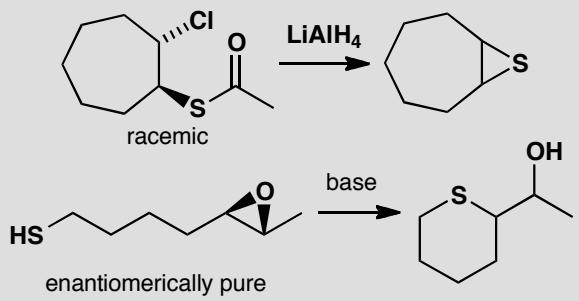 Cl
O
LiAlH4
S
S
racemic
OH
O
base
S
HS
enantiomerically pure